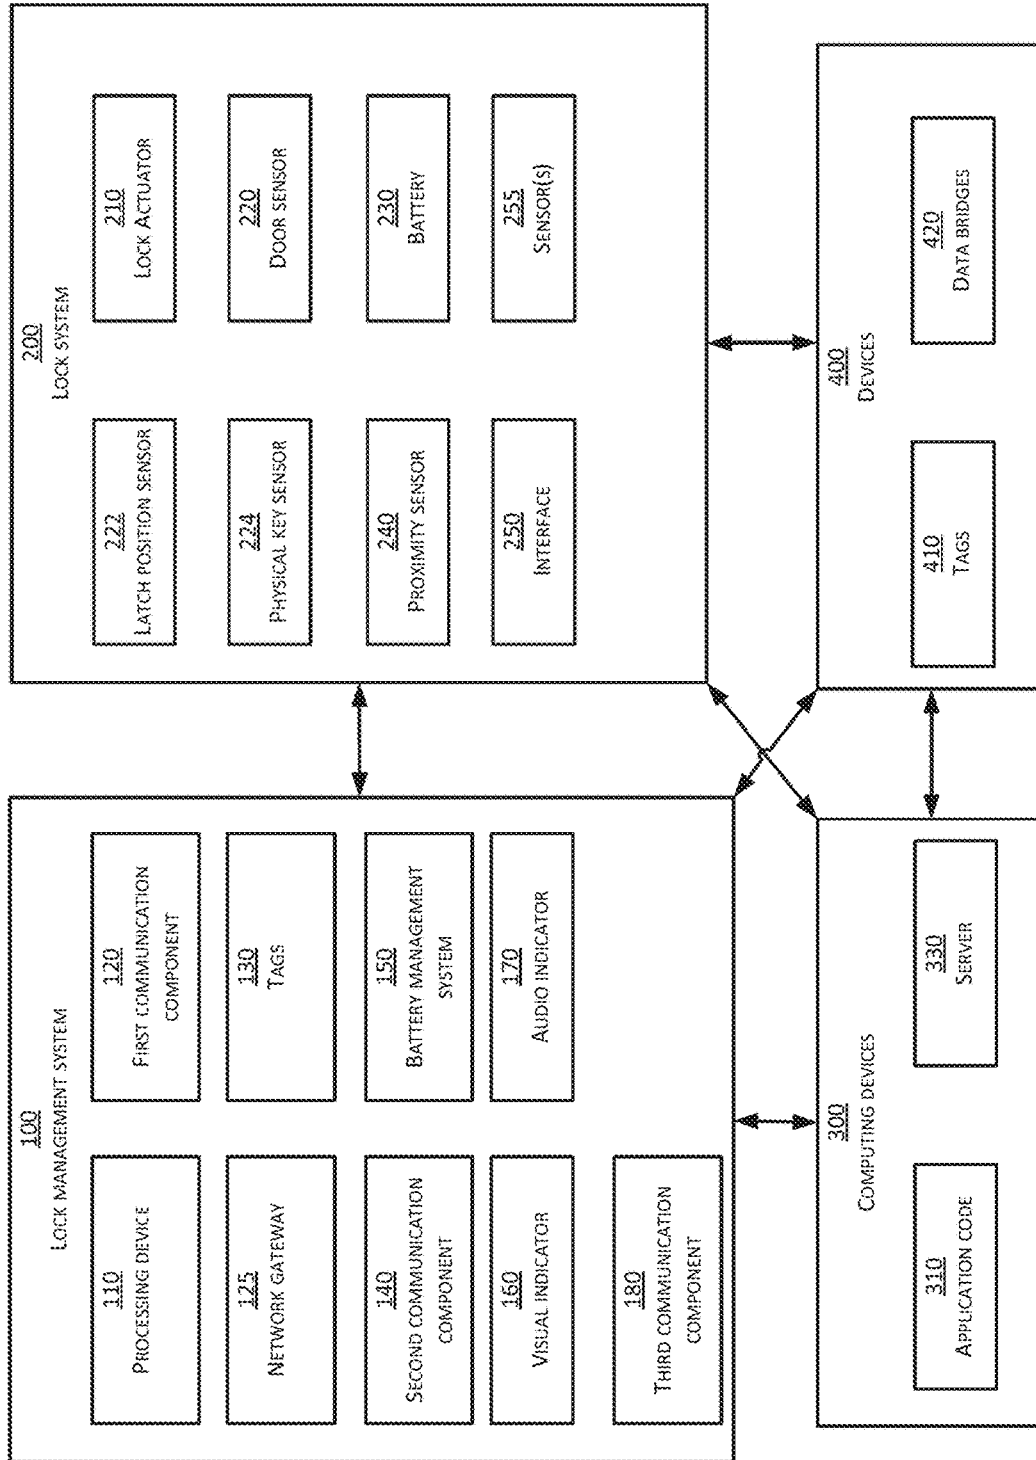 100
LOCK MANAGEMENT SYSTEM
110
PROCESSING DEVICE
120
FIRST COMMUNICATION
COMPONENT
125
NETWORK GATEWAY
130
TAGS
140
SECOND COMMUNICATION
COMPONENT
150
BATTERY MANAGEMENT
SYSTEM
160
VISUAL INDICATOR
170
AUDIO INDICATOR
180
THIRD COMMUNICATION
COMPONENT
200
LOCK SYSTEM
222
LATCH POSITION SENSOR
210
LOCK ACTUATOR
224
PHYSICAL KEY SENSOR
220
DOOR SENSOR
240
PROXIMITY SENSOR
230
BATTERY
250
INTERFACE
255
SENSOR(S)
300
COMPUTING DEVICES
310
APPLICATION CODE
330
SERVER
400
DEVICES
410
TAGS
420
DATA BRIDGES